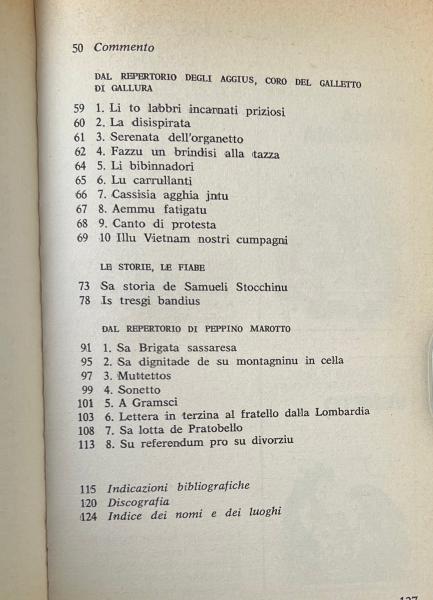 50 Commento
DAL REPERTORIO DEGLI AGGIUS, CORO DEL GALLETTO
DI GALLURA
59 1. Li to labbri incarnati priziosi
60 2. La disispirata
61 3. Serenata dell'organetto
62 4. Fazzu un brindisi alla tazza
64 5. Li bibinnadori
65 6. Lu carrullanti
66 7. Cassisia agghia jntu
67 8. Aemmu fatigatu
68 9. Canto di protesta
69 10 Illu Vietnam nostri cumpagni
LE STORIE, LE FIABE
73 Sa storia de Samueli Stocchinu
78 Is tresgi bandius
DAL REPERTORIO DI PEPPINO MAROTTO
91 1. Sa Brigata sassaresa
95 2. Sa dignitade de su montagninu in cella
97 3. Muttettos
99 4. Sonetto
101 5. A Gramsci
103 6. Lettera in terzina al fratello dalla Lombardia
108 7. Sa lotta de Pratobello
113 8. Su referendum pro su divorziu
115 Indicazioni bibliografiche
120 Discografia
124 Indice dei nomi e dei luoghi